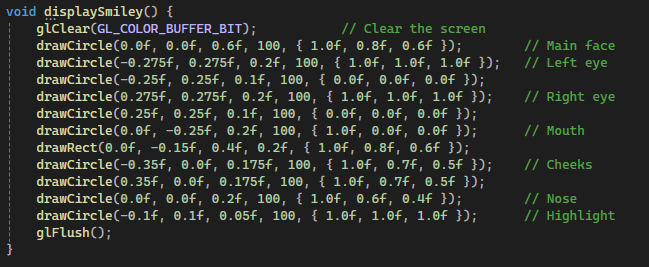 void displaySmiley() {
    glClear(GL_COLOR_BUFFER_BIT);           // Clear the screen
    drawCircle(0.0f, 0.0f, 0.6f, 100, { 1.0f, 0.8f, 0.6f });        // Main face
    drawCircle(-0.275f, 0.275f, 0.2f, 100, { 1.0f, 1.0f, 1.0f });   // Left eye
    drawCircle(-0.25f, 0.25f, 0.1f, 100, { 0.0f, 0.0f, 0.0f });
    drawCircle(0.275f, 0.275f, 0.2f, 100, { 1.0f, 1.0f, 1.0f });    // Right eye
    drawCircle(0.25f, 0.25f, 0.1f, 100, { 0.0f, 0.0f, 0.0f });
    drawCircle(0.0f, -0.25f, 0.2f, 100, { 1.0f, 0.0f, 0.0f });      // Mouth
    drawRect(0.0f, -0.15f, 0.4f, 0.2f, { 1.0f, 0.8f, 0.6f });
    drawCircle(-0.35f, 0.0f, 0.175f, 100, { 1.0f, 0.7f, 0.5f });    // Cheeks
    drawCircle(0.35f, 0.0f, 0.175f, 100, { 1.0f, 0.7f, 0.5f });
    drawCircle(0.0f, 0.0f, 0.2f, 100, { 1.0f, 0.6f, 0.4f });        // Nose
    drawCircle(-0.1f, 0.1f, 0.05f, 100, { 1.0f, 1.0f, 1.0f });      // Highlight
    glFlush();
}